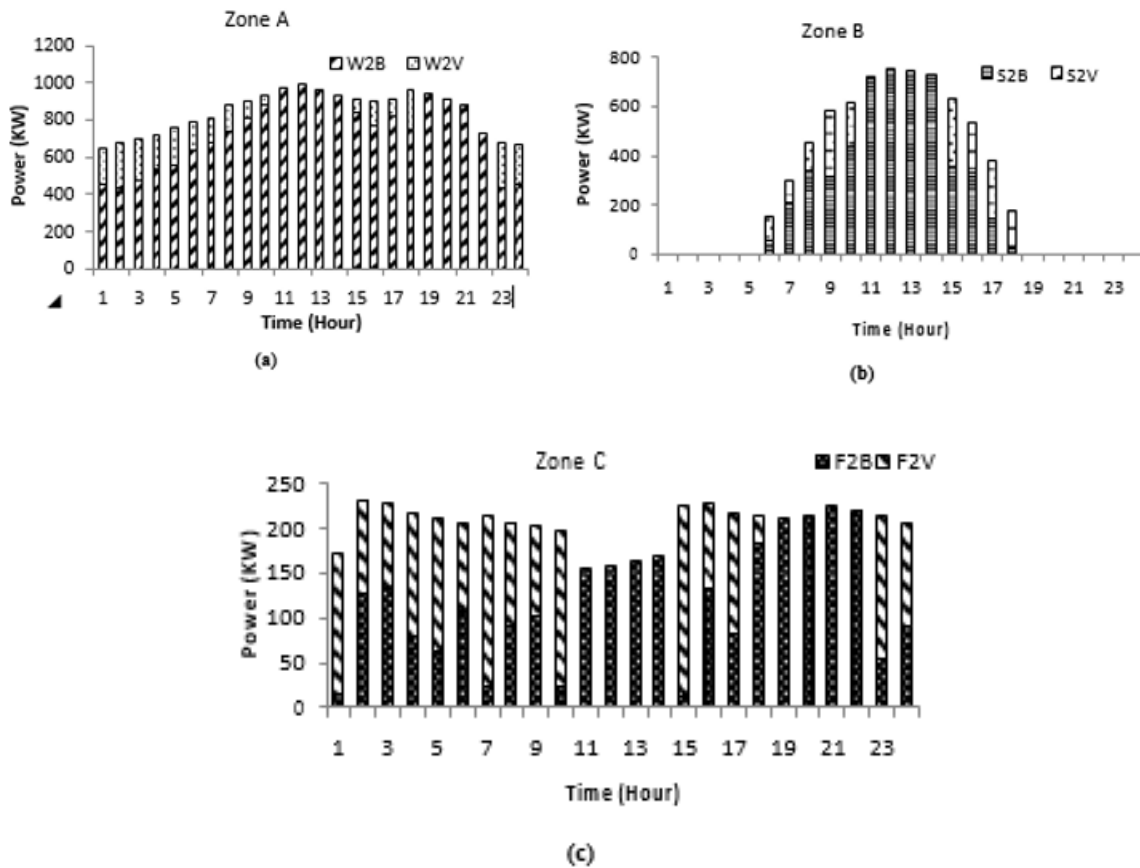 Zone A
W2B W2V
1200
1000
800
600
400
200
0
Power (KW)
1 3 5 7 9 11 13 15 17 19 21 23
Time (Hour)
(a)
Zone B
S2B S2V
800
600
400
200
0
Power (KW)
1 3 5 7 9 11 13 15 17 19 21 23
Time (Hour)
(b)
Zone C
F2B F2V
250
200
150
100
50
0
Power (KW)
1 3 5 7 9 11 13 15 17 19 21 23
Time (Hour)
(c)